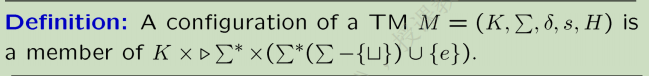 Definition: A configuration of a TM M = (K, Σ, δ, s, H) is
a member of K × ▷Σ* ×(Σ*(Σ −{⊔}) ∪ {e}).